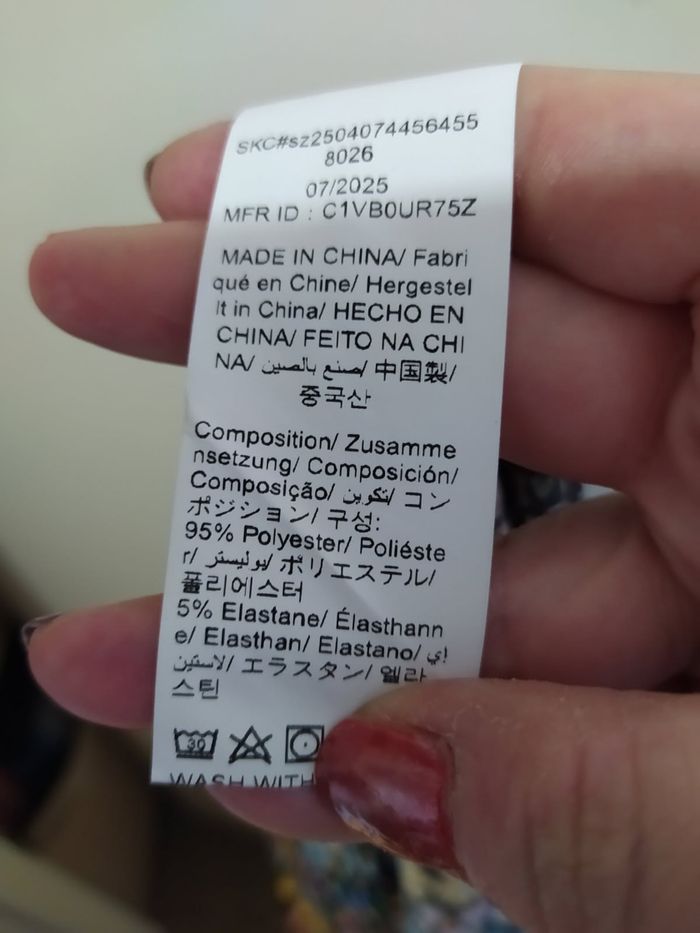 SKC#sz2504074456455
8026
07/2025
MFR ID : C1VB0UR75Z
MADE IN CHINA/ Fabri
qué en Chine/ Hergestel
lt in China/ HECHO EN
CHINA/ FEITO NA CHI
NA/ صنع بالصين/ 中国製/
중국산
Composition/ Zusamme
nsetzung/ Composición/
Composição/ تكوين/ コン
ポジション/ 구성:
95% Polyester/ Poliéste
r/ بوليستر/ ポリエステル/
폴리에스터
5% Elastane/ Élasthann
e/ Elasthan/ Elastano/ إي
لاستين/ エラスタン/ 엘라
스틴
30
WASH WITH